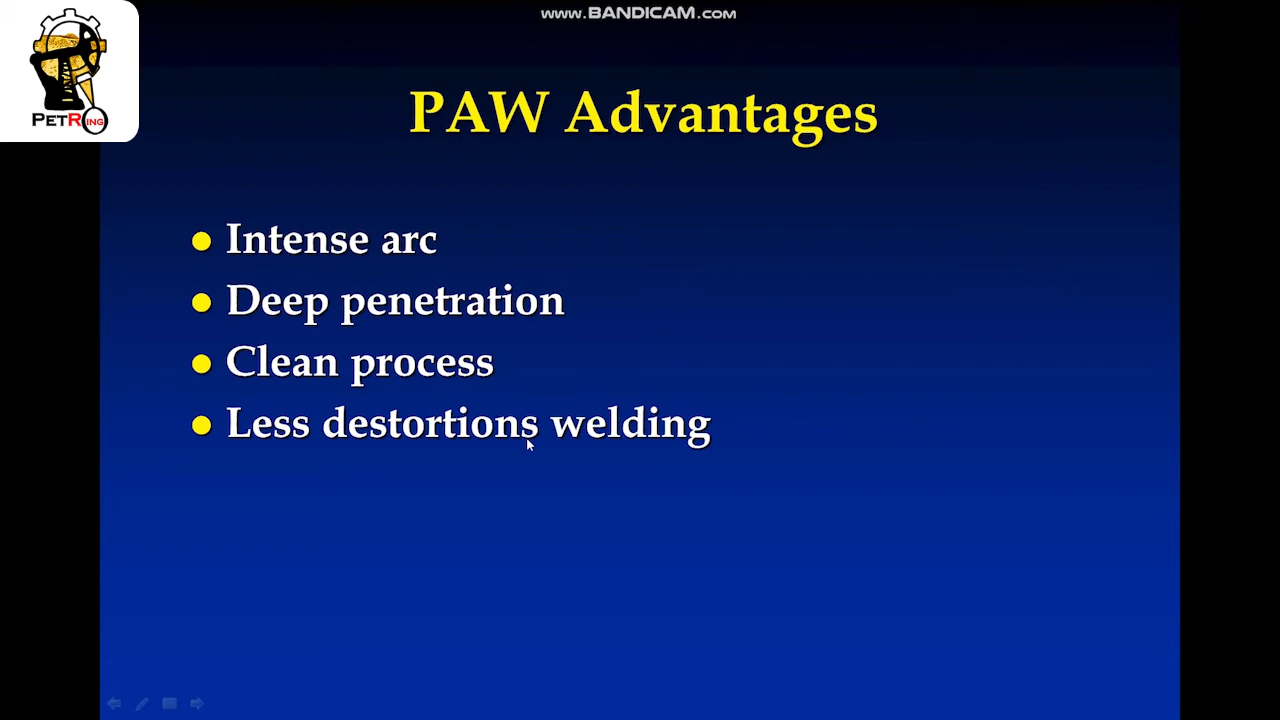 www.BANDICAM.com
PETRING
PAW Advantages
Intense arc
Deep penetration
Clean process
Less destortions welding